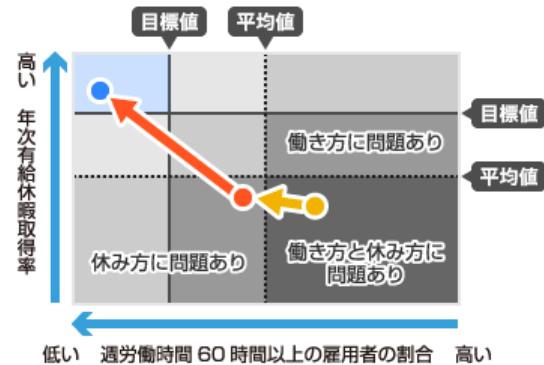 目標値
平均値
高い
年次有給休暇取得率
目標値
働き方に問題あり
平均値
休み方に問題あり
働き方と休み方に
問題あり
低い 週労働時間 60 時間以上の雇用者の割合 高い